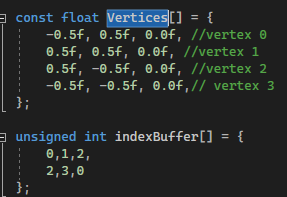 const float Vertices[] = {
-0.5f, 0.5f, 0.0f, //vertex 0
0.5f, 0.5f, 0.0f, //vertex 1
0.5f, -0.5f, 0.0f, //vertex 2
-0.5f, -0.5f, 0.0f,// vertex 3
};
unsigned int indexBuffer[] = {
0,1,2,
2,3,0
};